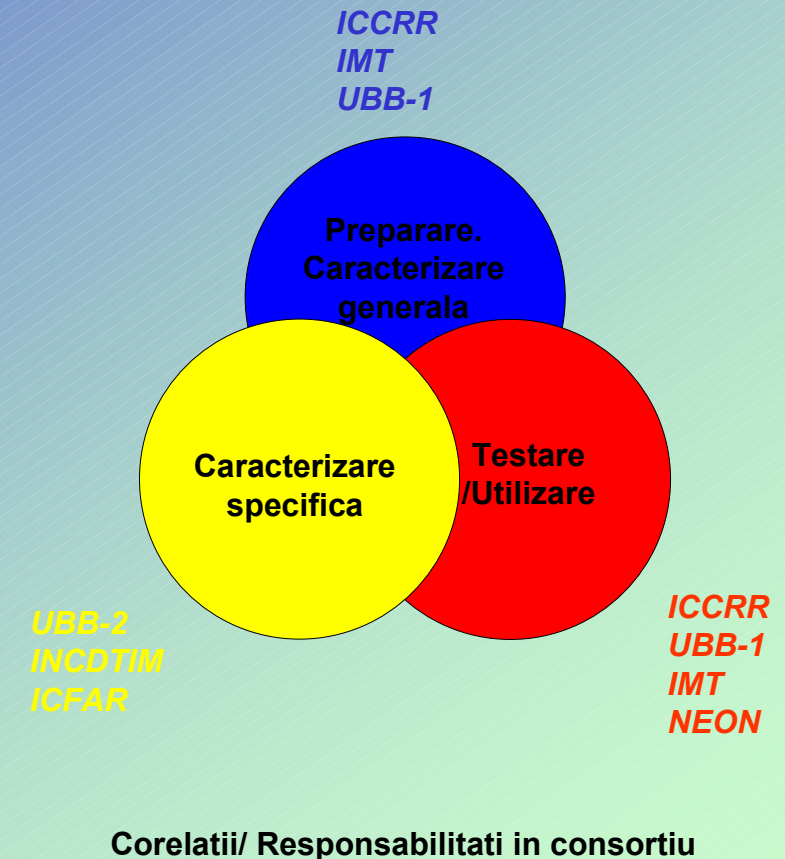 ICCRR
IMT
UBB-1
Preparare.
Caracterizare
generala
Caracterizare
specifica
Testare
/Utilizare
UBB-2
INCDTIM
ICFAR
ICCRR
UBB-1
IMT
NEON
Corelatii/ Responsabilitati in consortiu